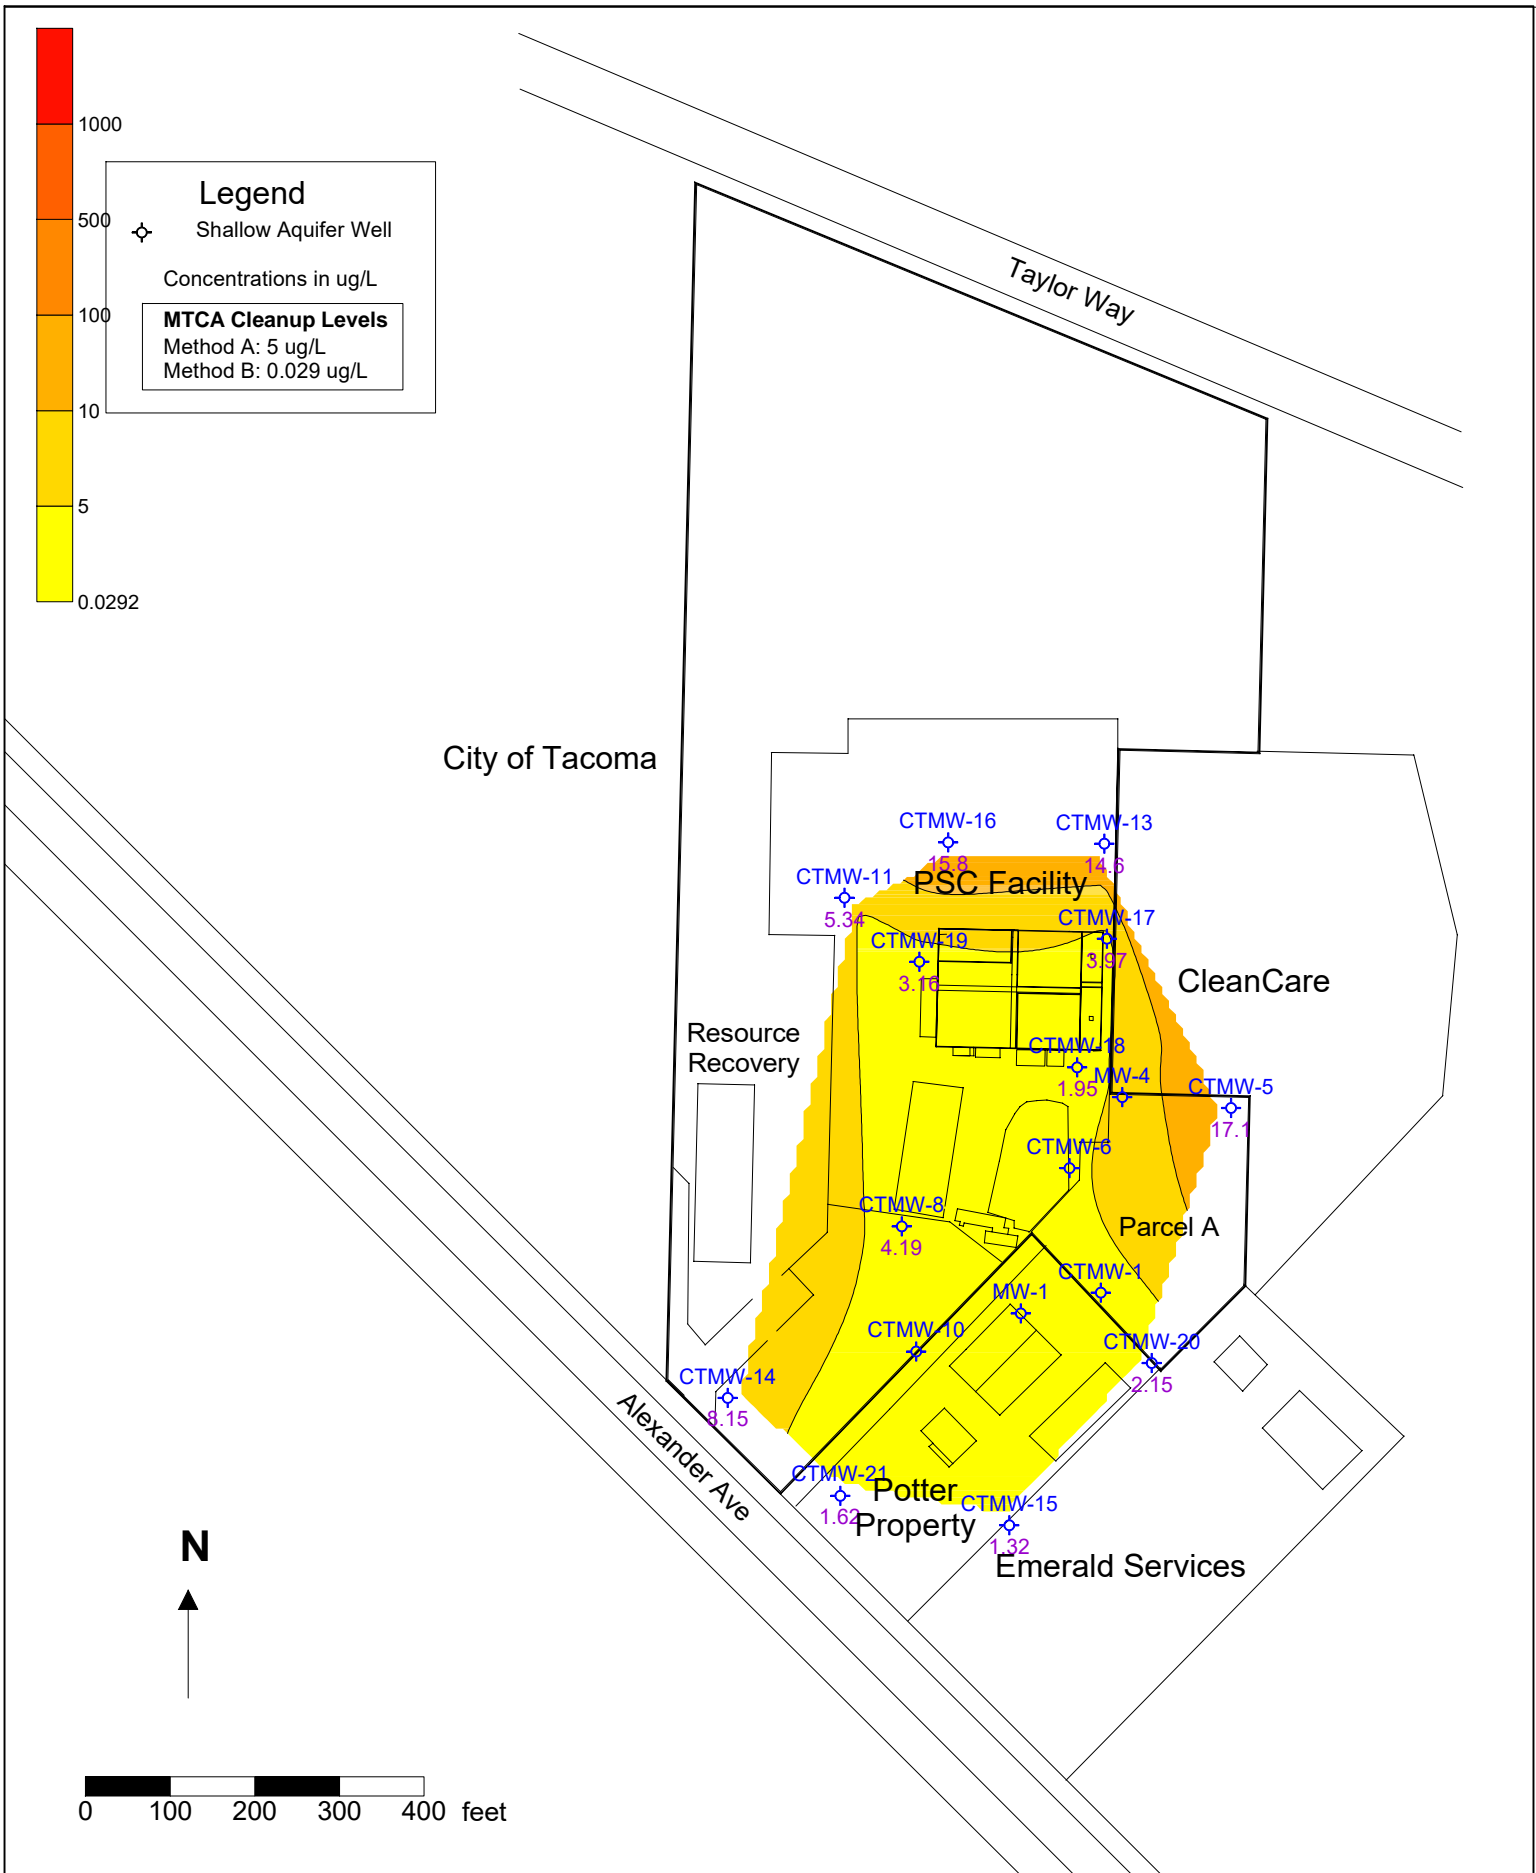 1000
500
100
10
5
0.0292
Legend
Shallow Aquifer Well
Concentrations in ug/L
MTCA Cleanup Levels
Method A: 5 ug/L
Method B: 0.029 ug/L
Taylor Way
City of Tacoma
CTMW-16
15.8
CTMW-13
14.6
PSC Facility
CTMW-11
5.34
CTMW-17
3.97
CTMW-19
3.16
CleanCare
Resource
Recovery
CTMW-18
1.95
MW-4
CTMW-5
17.1
CTMW-6
CTMW-8
4.19
Parcel A
CTMW-1
MW-1
CTMW-10
CTMW-20
2.15
CTMW-14
8.15
Alexander Ave
CTMW-21
1.62
Potter
Property
CTMW-15
1.32
Emerald Services
N
0 100 200 300 400 feet